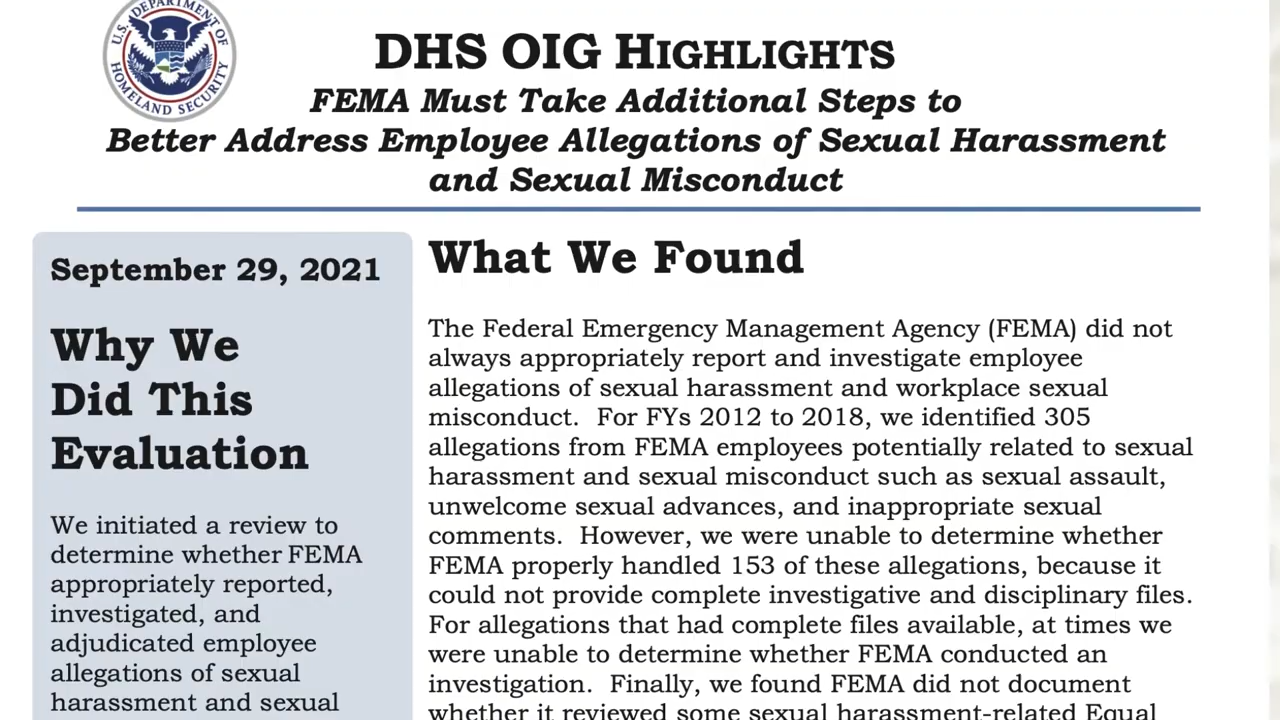 U.S. DEPARTMENT OF
HOMELAND SECURITY
DHS OIG HIGHLIGHTS
FEMA Must Take Additional Steps to
Better Address Employee Allegations of Sexual Harassment
and Sexual Misconduct
September 29, 2021
Why We
Did This
Evaluation
We initiated a review to
determine whether FEMA
appropriately reported,
investigated, and
adjudicated employee
allegations of sexual
harassment and sexual
What We Found
The Federal Emergency Management Agency (FEMA) did not
always appropriately report and investigate employee
allegations of sexual harassment and workplace sexual
misconduct.  For FYs 2012 to 2018, we identified 305
allegations from FEMA employees potentially related to sexual
harassment and sexual misconduct such as sexual assault,
unwelcome sexual advances, and inappropriate sexual
comments.  However, we were unable to determine whether
FEMA properly handled 153 of these allegations, because it
could not provide complete investigative and disciplinary files.
For allegations that had complete files available, at times we
were unable to determine whether FEMA conducted an
investigation.  Finally, we found FEMA did not document
whether it reviewed some sexual harassment-related Equal